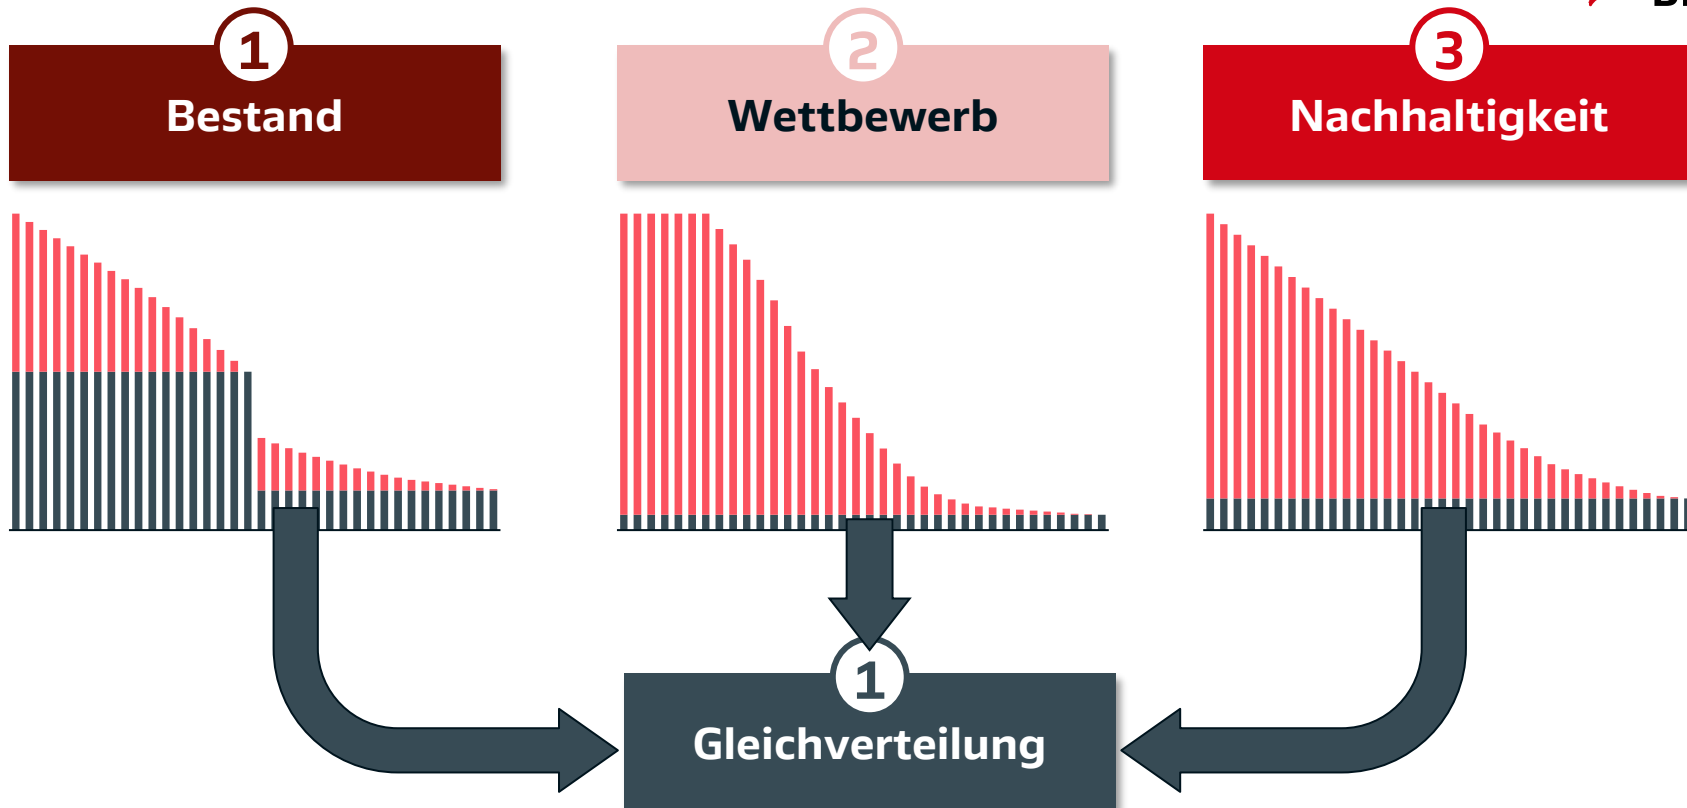 1
Bestand
2
Wettbewerb
3
Nachhaltigkeit
1
Gleichverteilung